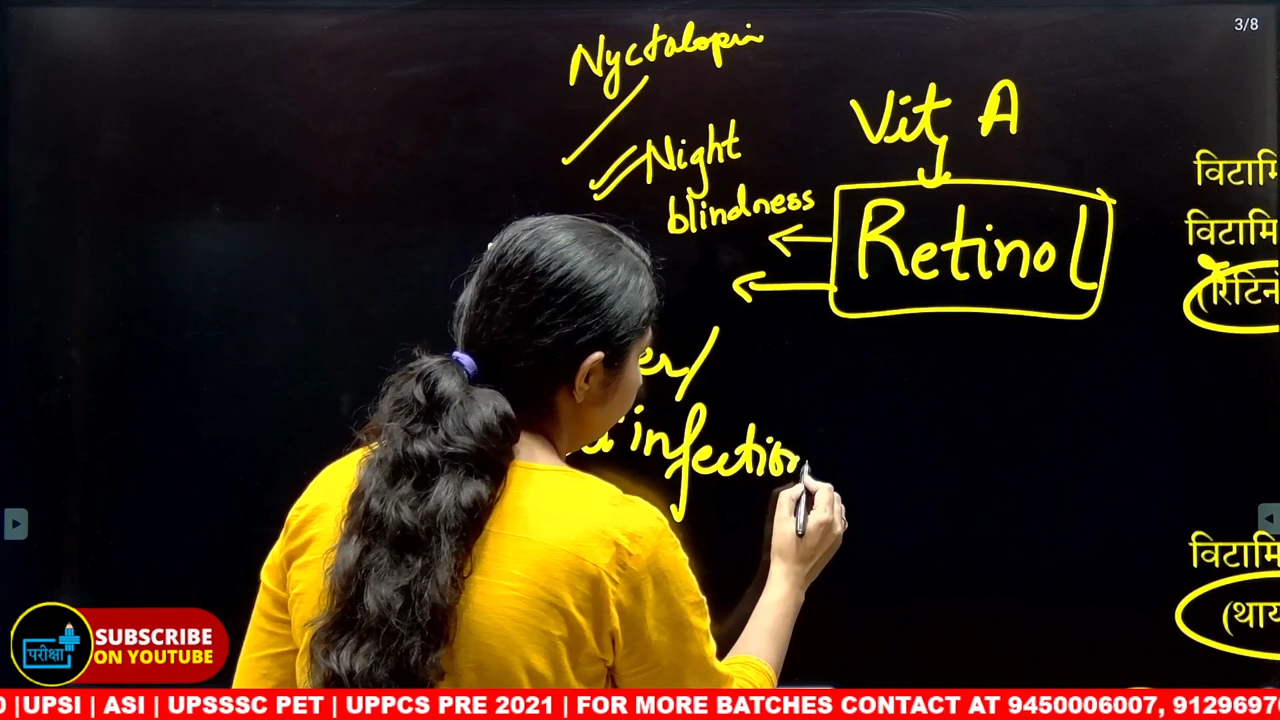 3/8
Nyctalopia
Vit A
Night
blindness
Retinol
विटामि
विटामि
(रेटिन
infection
विटामि
(थाय
परीक्षा
SUBSCRIBE
ON YOUTUBE
|UPSI | ASI | UPSSSC PET | UPPCS PRE 2021 | FOR MORE BATCHES CONTACT AT 9450006007, 9129697